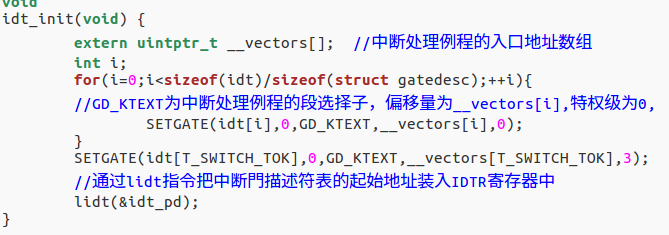 void
idt_init(void) {
extern uintptr_t __vectors[]; //中断处理例程的入口地址数组
int i;
for(i=0;i<sizeof(idt)/sizeof(struct gatedesc);++i){
//GD_KTEXT为中断处理例程的段选择子，偏移量为__vectors[i],特权级为0,
SETGATE(idt[i],0,GD_KTEXT,__vectors[i],0);
}
SETGATE(idt[T_SWITCH_TOK],0,GD_KTEXT,__vectors[T_SWITCH_TOK],3);
//通过lidt指令把中断門描述符表的起始地址装入IDTR寄存器中
lidt(&idt_pd);
}